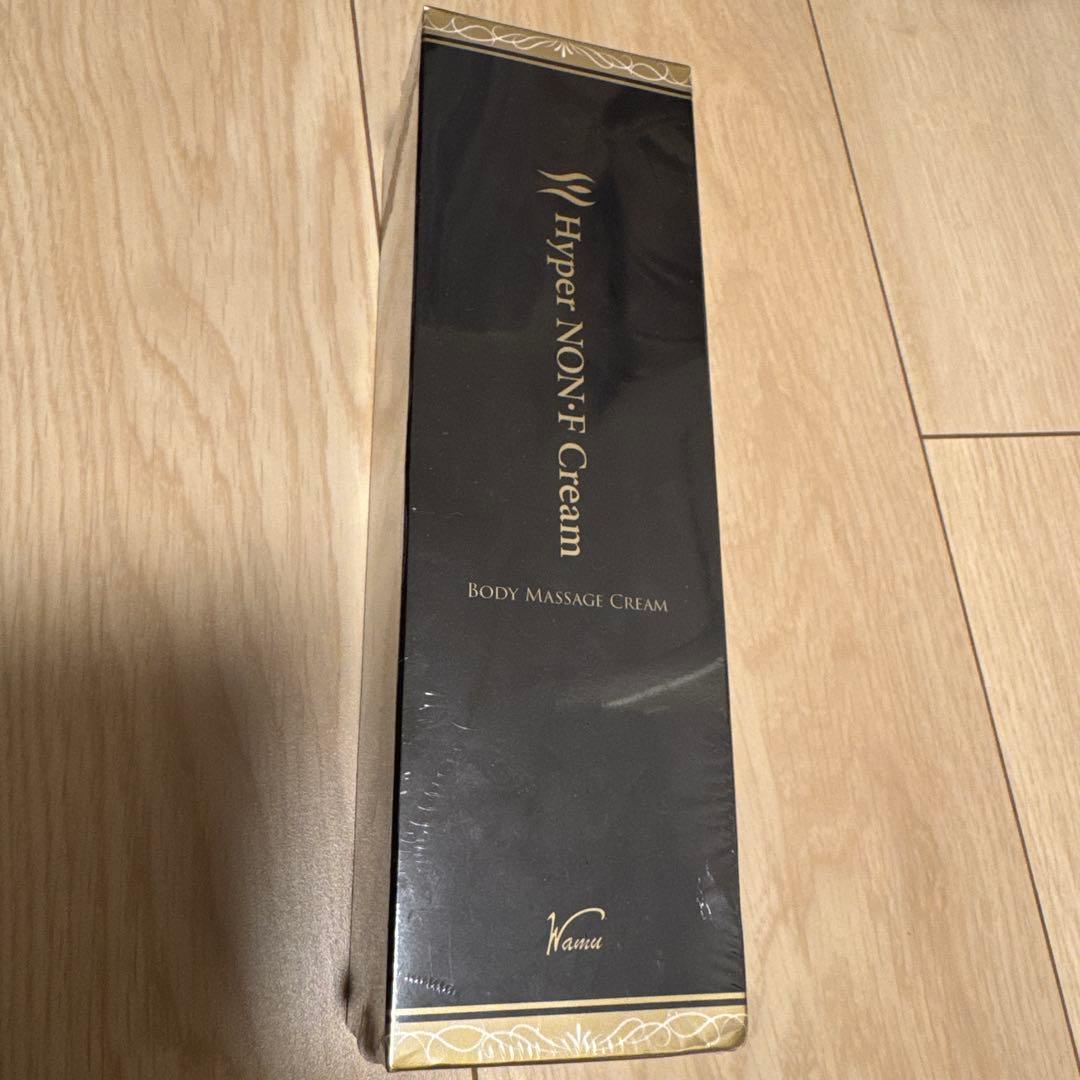 Hyper NON·F Cream
BODY MASSAGE CREAM
Wamu